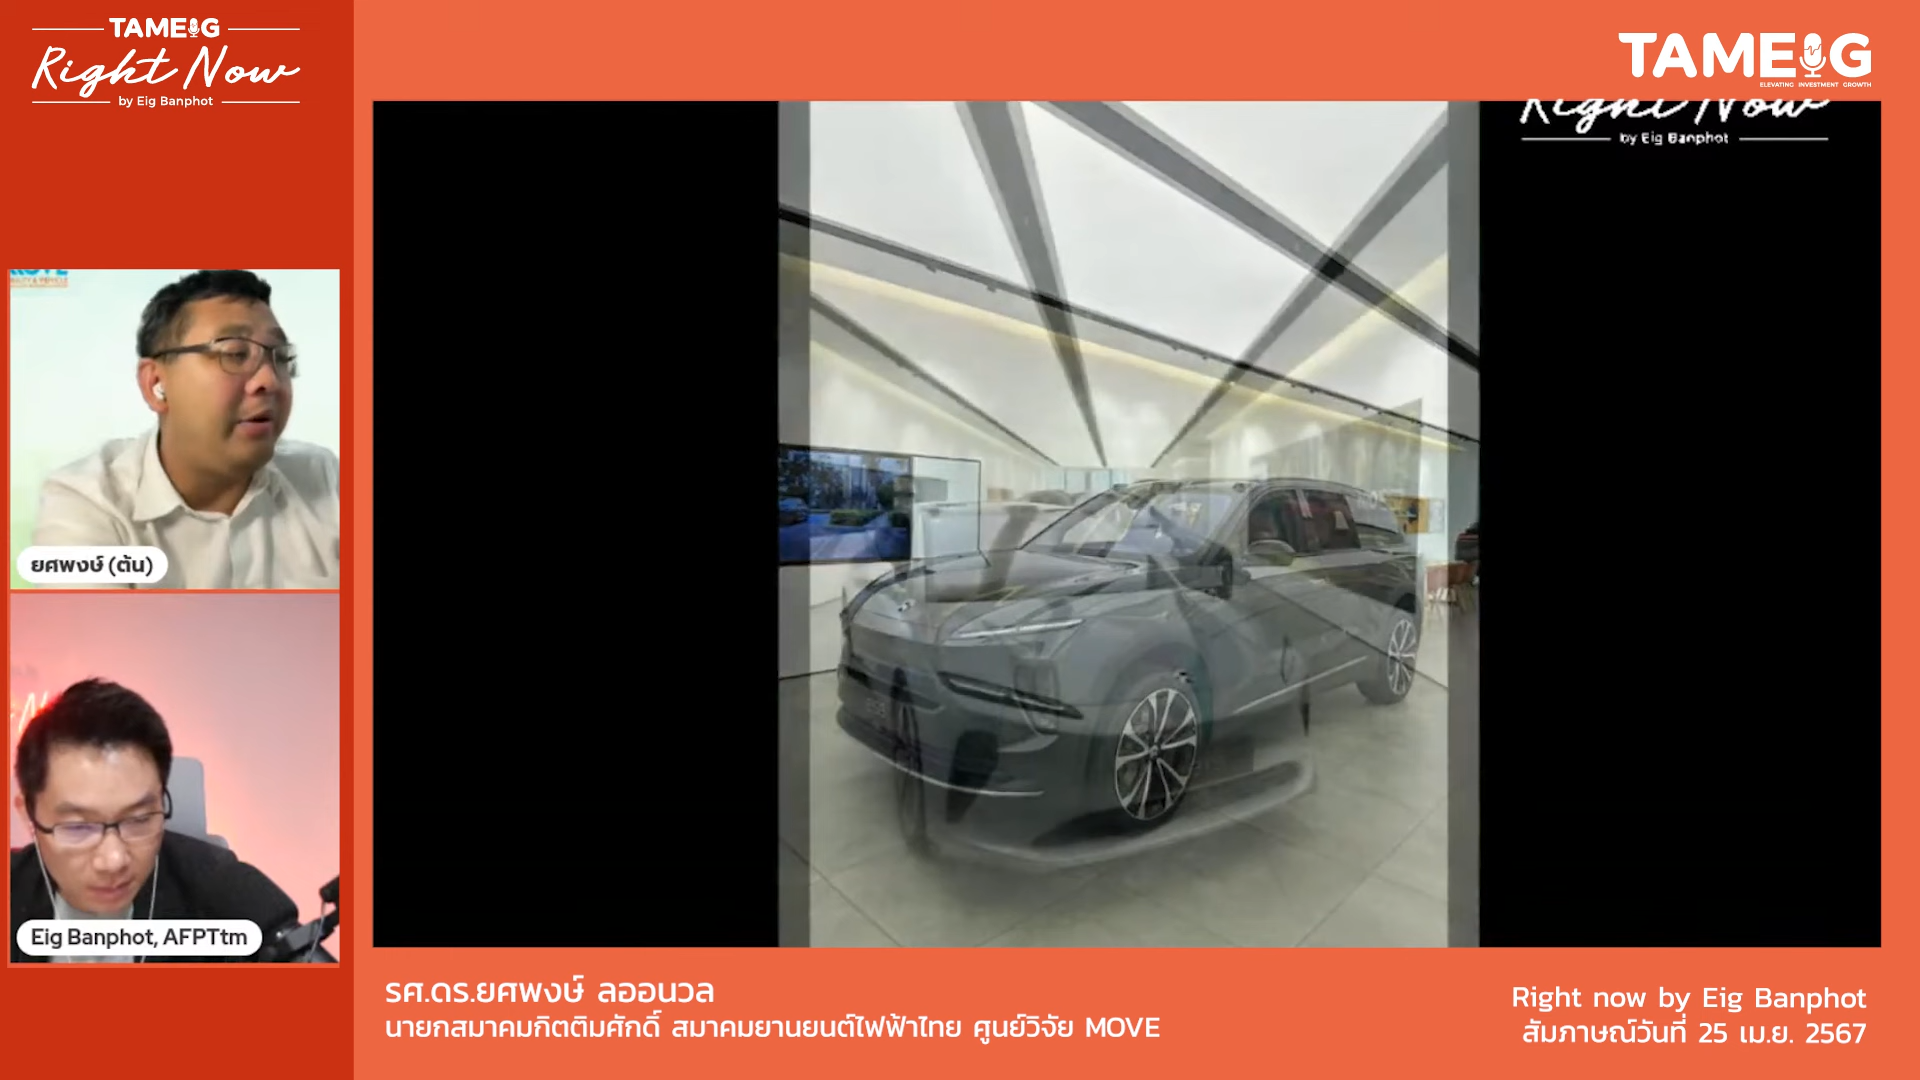 TAMEIG
Right Now
by Eig Banphot
TAMEIG
ELEVATING INVESTMENT GROWTH
Right Now
by Eig Banphot
MOVE
ยศพงษ์ (ต้น)
Eig Banphot, AFPTtm
รศ.ดร.ยศพงษ์ ลออนวล
นายกสมาคมกิตติมศักดิ์ สมาคมยานยนต์ไฟฟ้าไทย ศูนย์วิจัย MOVE
Right now by Eig Banphot
สัมภาษณ์วันที่ 25 เม.ย. 2567